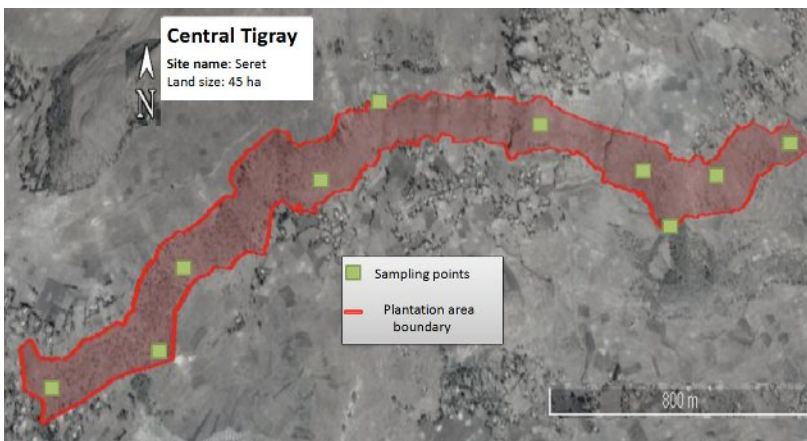 Central Tigray
Site name: Seret
Land size: 45 ha
N
Sampling points
Plantation area
boundary
800 m